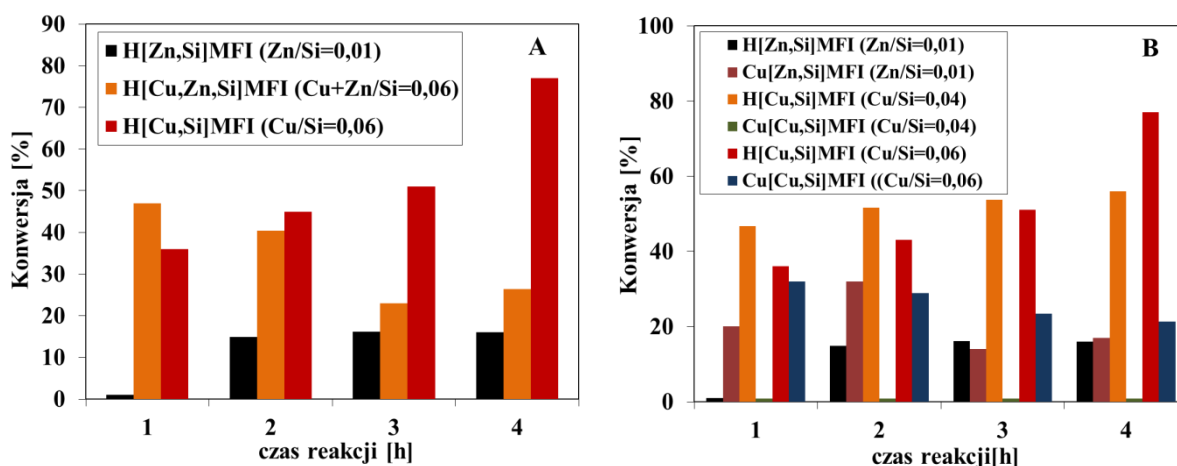 A
H[Zn,Si]MFI (Zn/Si=0,01)
H[Cu,Zn,Si]MFI (Cu+Zn/Si=0,06)
H[Cu,Si]MFI (Cu/Si=0,06)
Konwersja [%]
90
80
70
60
50
40
30
20
10
0
1 2 3 4
czas reakcji [h]
B
H[Zn,Si]MFI (Zn/Si=0,01)
Cu[Zn,Si]MFI (Zn/Si=0,01)
H[Cu,Si]MFI (Cu/Si=0,04)
Cu[Cu,Si]MFI (Cu/Si=0,04)
H[Cu,Si]MFI (Cu/Si=0,06)
Cu[Cu,Si]MFI ((Cu/Si=0,06)
Konwersja [%]
100
80
60
40
20
0
1 2 3 4
czas reakcji[h]